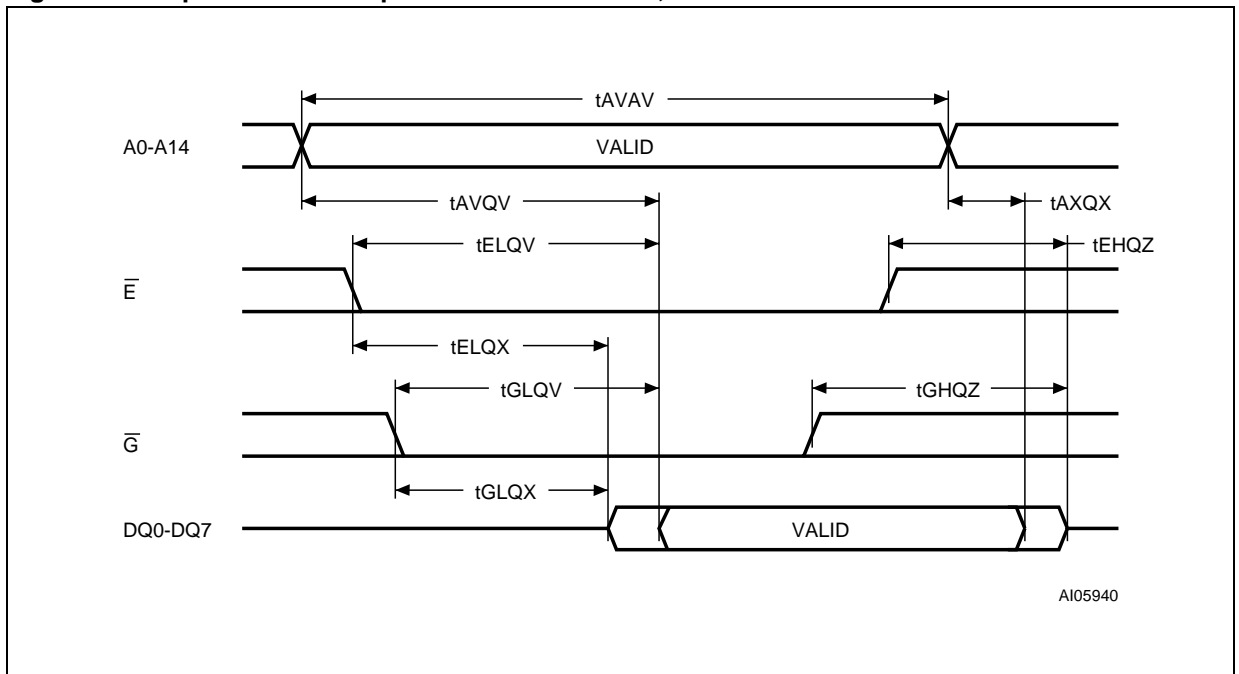 tAVAV
A0-A14
VALID
tAVQV
tAXQX
tELQV
tEHQZ
E̅
tELQX
tGLQV
tGHQZ
G̅
tGLQX
DQ0-DQ7
VALID
AI05940